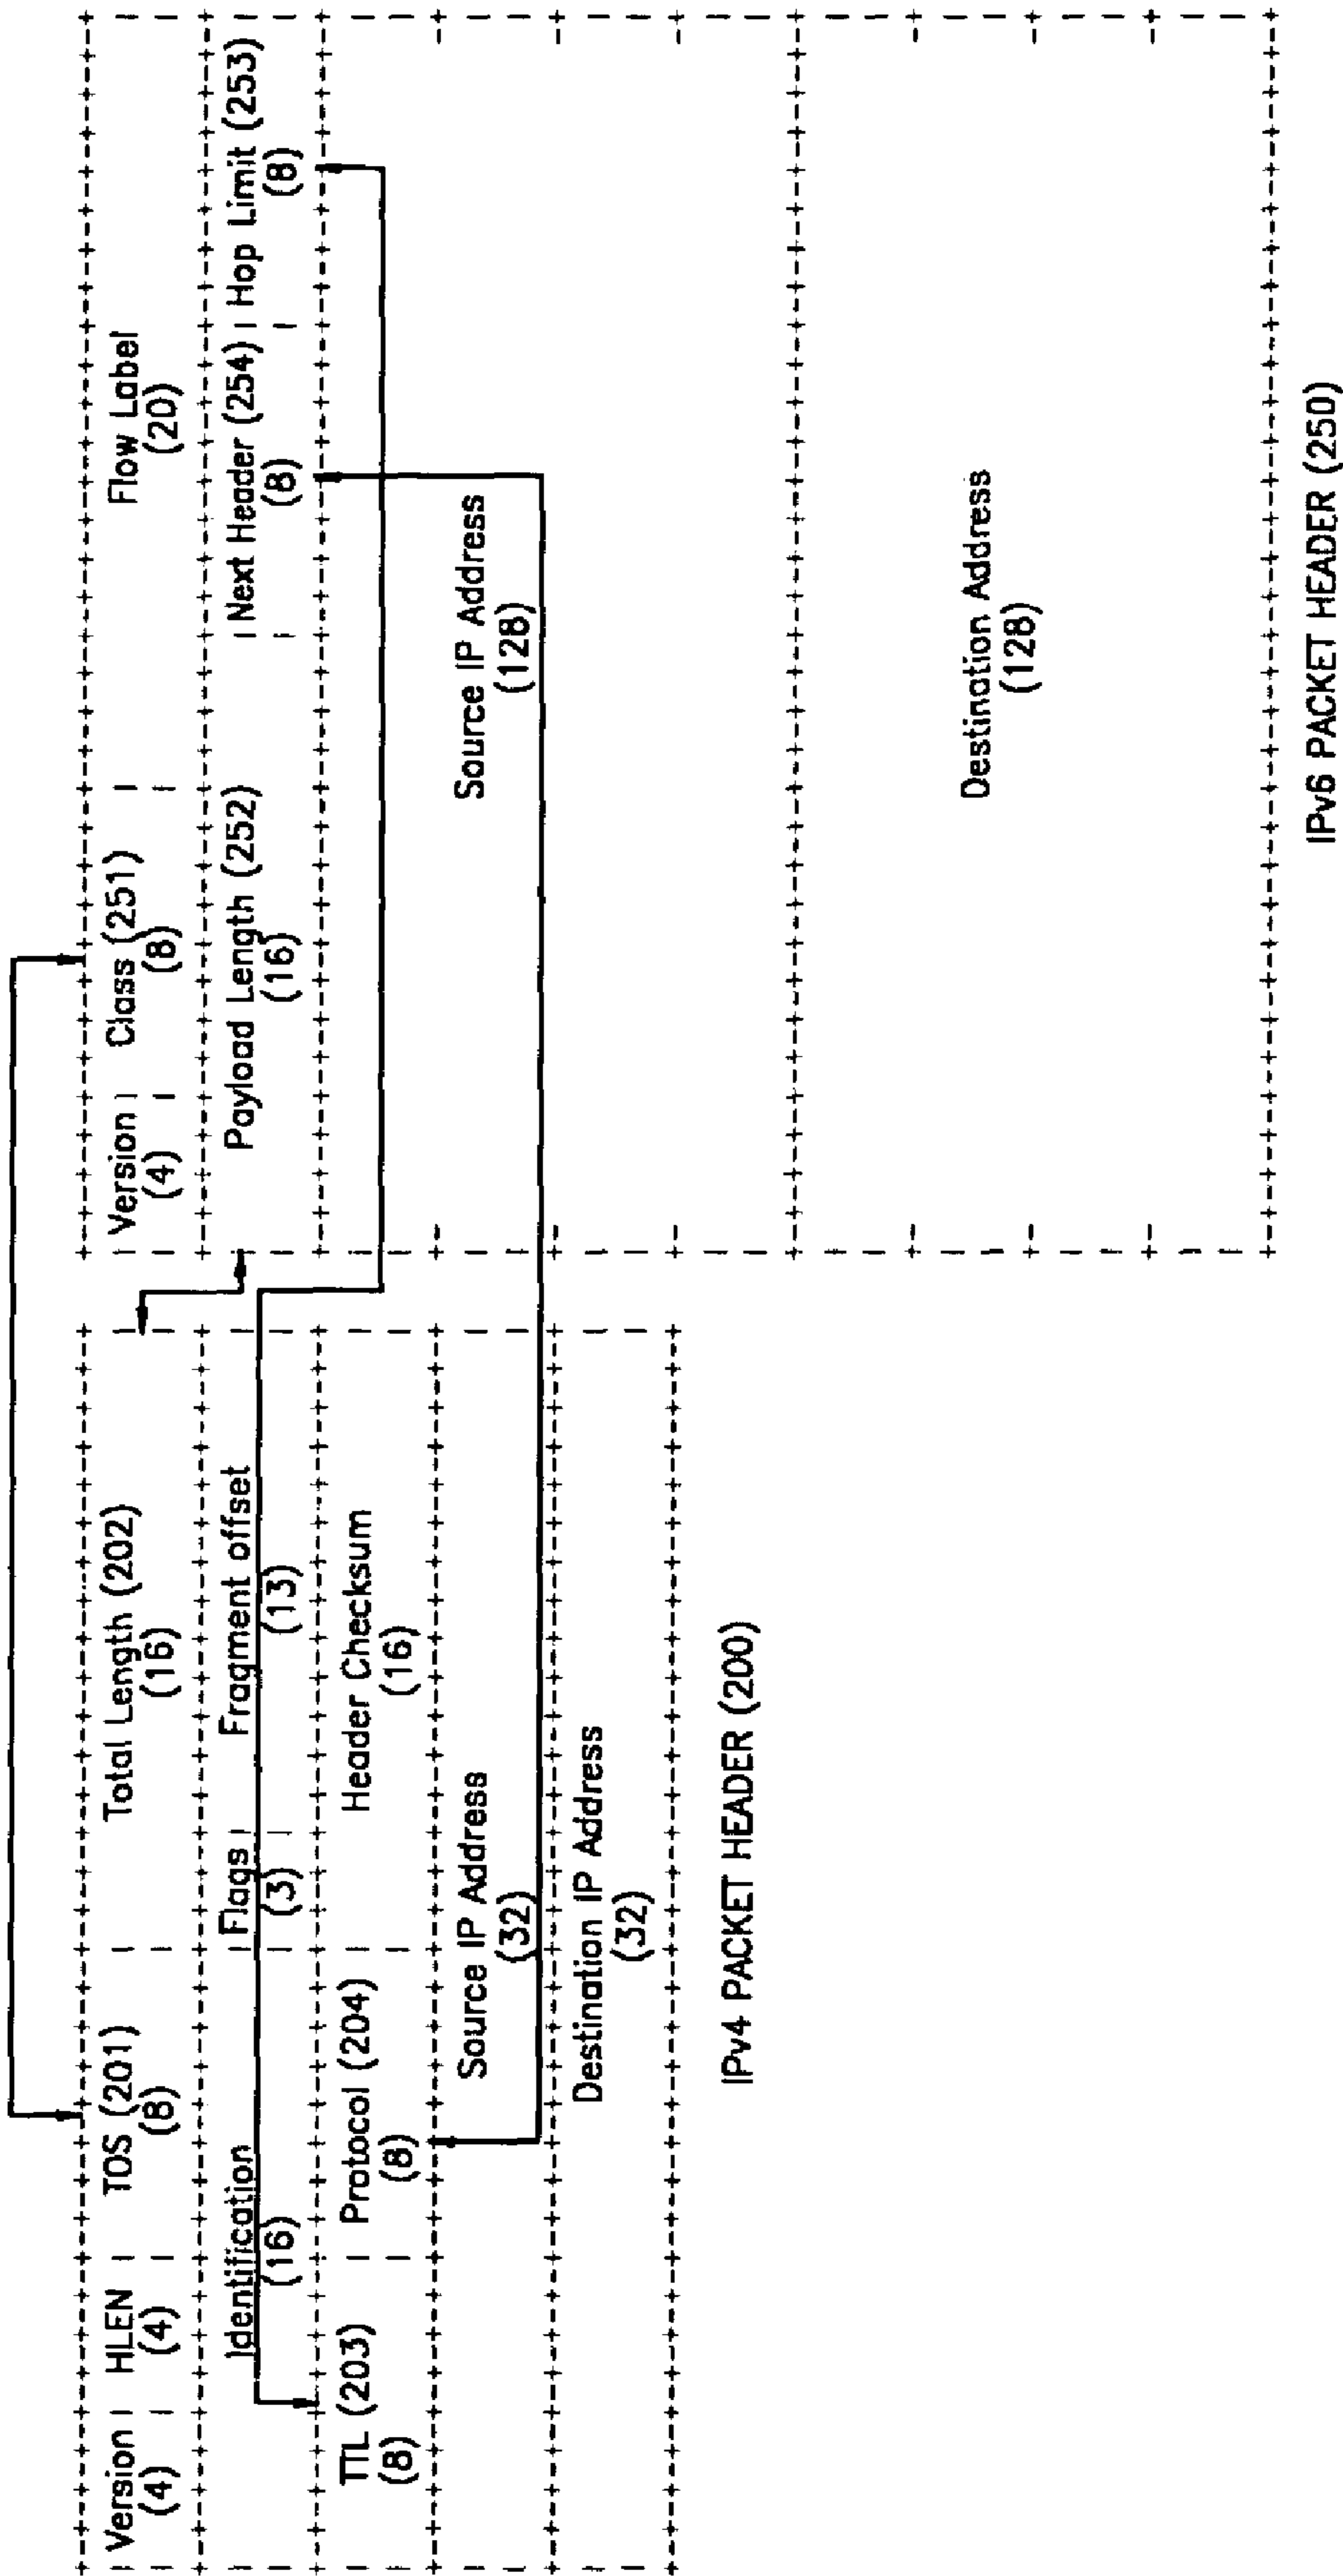 Version | HLEN | TOS (201) | Total Length (202)
(4) | (4) | (8) | (16)
Identification | Flags | Fragment offset
(16) | (3) | (13)
TTL (203) | Protocol (204) | Header Checksum
(8) | (8) | (16)
Source IP Address
(32)
Destination IP Address
(32)
IPv4 PACKET HEADER (200)
Version | Class (251) | Flow Label
(4) | (8) | (20)
Payload Length (252) | Next Header (254) | Hop Limit (253)
(16) | (8) | (8)
Source IP Address
(128)
Destination Address
(128)
IPv6 PACKET HEADER (250)